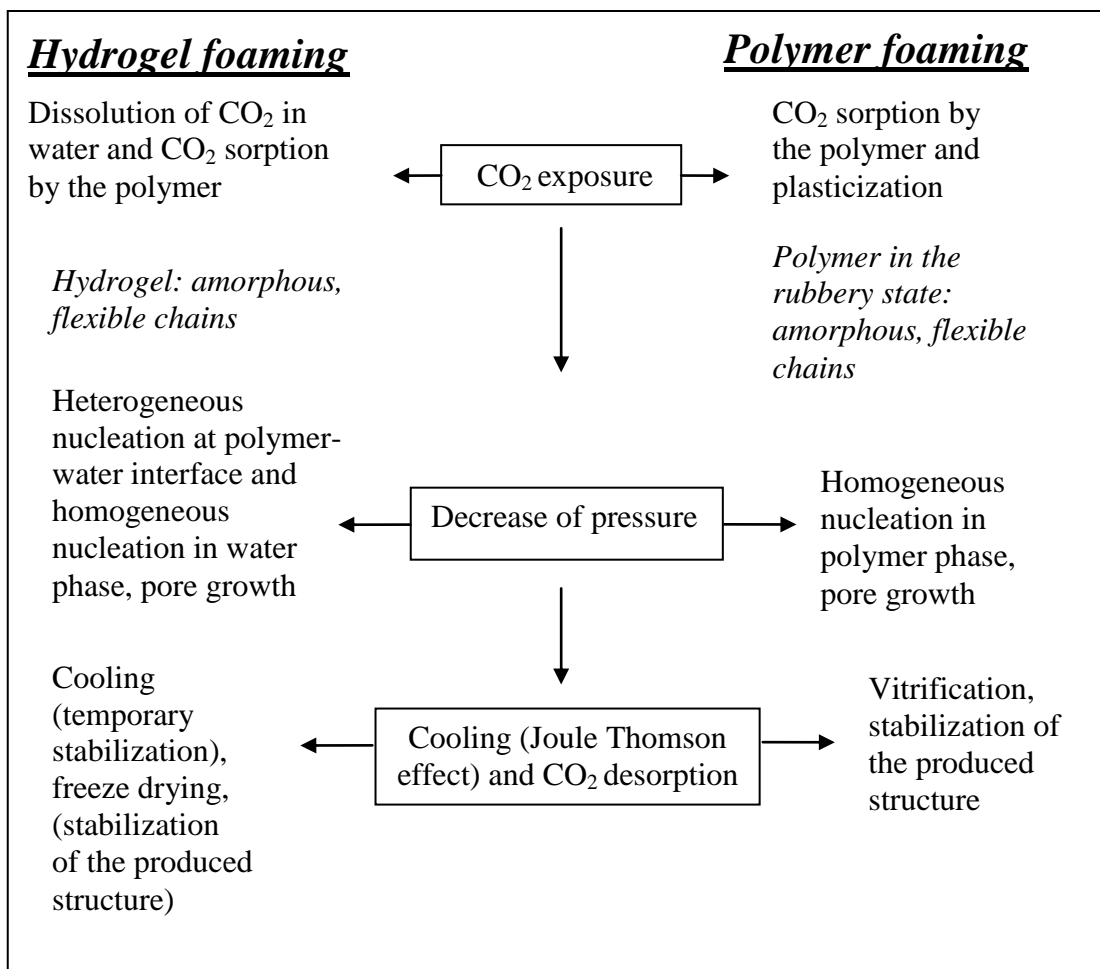 Hydrogel foaming
Polymer foaming
Dissolution of CO₂ in
water and CO₂ sorption
by the polymer
CO₂ exposure
CO₂ sorption by
the polymer and
plasticization
Hydrogel: amorphous,
flexible chains
Polymer in the
rubbery state:
amorphous, flexible
chains
Heterogeneous
nucleation at polymer-
water interface and
homogeneous
nucleation in water
phase, pore growth
Decrease of pressure
Homogeneous
nucleation in
polymer phase,
pore growth
Cooling
(temporary
stabilization),
freeze drying,
(stabilization
of the produced
structure)
Cooling (Joule Thomson
effect) and CO₂ desorption
Vitrification,
stabilization of
the produced
structure